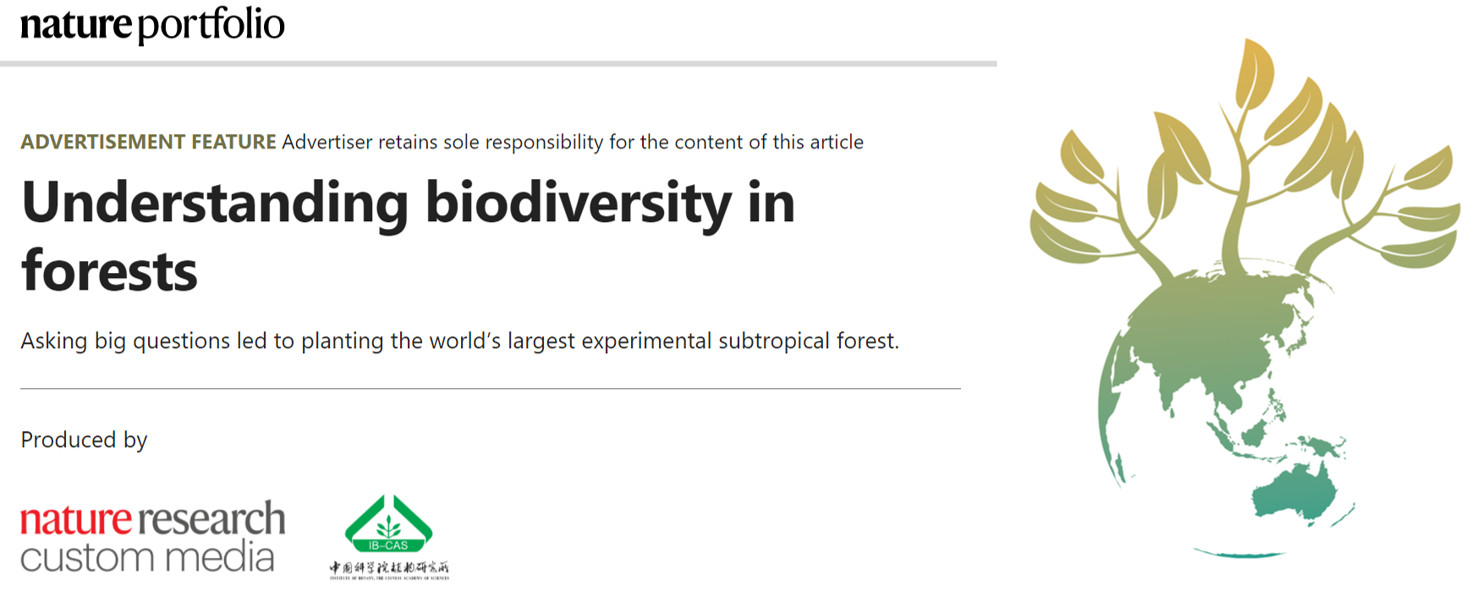 nature portfolio
ADVERTISEMENT FEATURE Advertiser retains sole responsibility for the content of this article
Understanding biodiversity in
forests
Asking big questions led to planting the world’s largest experimental subtropical forest.
Produced by
nature research
custom media
IB-CAS
中国科学院植物研究所
INSTITUTE OF BOTANY, THE CHINESE ACADEMY OF SCIENCES